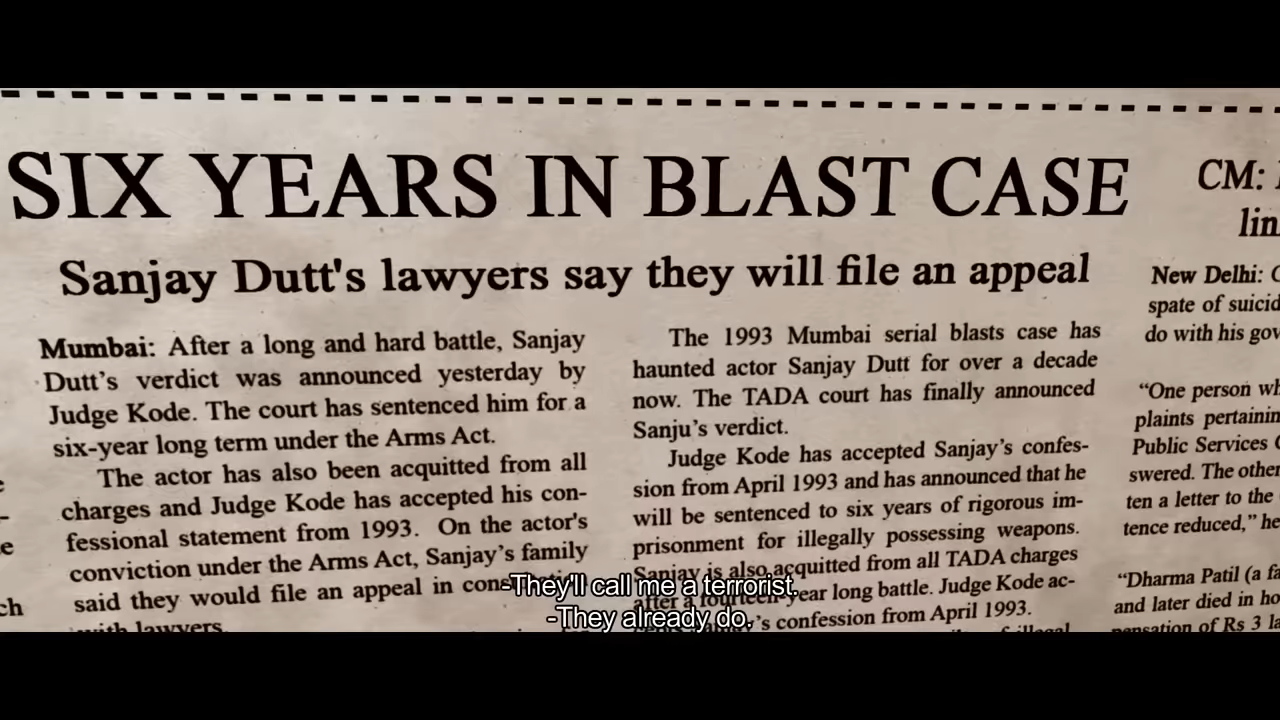 SIX YEARS IN BLAST CASE
Sanjay Dutt's lawyers say they will file an appeal
Mumbai: After a long and hard battle, Sanjay
Dutt's verdict was announced yesterday by
Judge Kode. The court has sentenced him for a
six-year long term under the Arms Act.
The actor has also been acquitted from all
charges and Judge Kode has accepted his con-
fessional statement from 1993. On the actor's
conviction under the Arms Act, Sanjay's family
said they would file an appeal in
with lawyers.
The 1993 Mumbai serial blasts case has
haunted actor Sanjay Dutt for over a decade
now. The TADA court has finally announced
Sanju's verdict.
Judge Kode has accepted Sanjay's confes-
sion from April 1993 and has announced that he
will be sentenced to six years of rigorous im-
prisonment for illegally possessing weapons.
Sanjay is also acquitted from all TADA charges
after a fourteen-year long battle. Judge Kode ac-
's confession from April 1993.
CM:
New Delhi:
spate of
do with his
"One person
Public Services
swered. The other
ten a letter to the
tence reduced," he
"Dharma Patil (a
and later died in
of Rs 3
-They'll call me a terrorist.
-They already do.